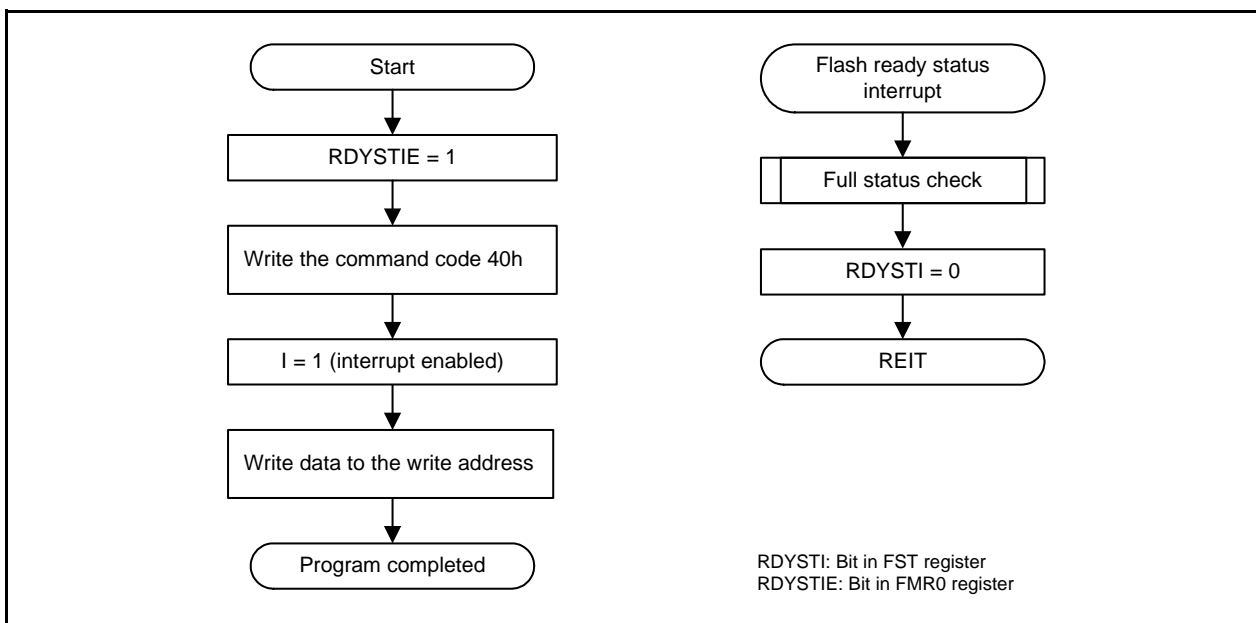 Start
RDYSTIE = 1
Write the command code 40h
I = 1 (interrupt enabled)
Write data to the write address
Program completed
Flash ready status
interrupt
Full status check
RDYSTI = 0
REIT
RDYSTI: Bit in FST register
RDYSTIE: Bit in FMR0 register